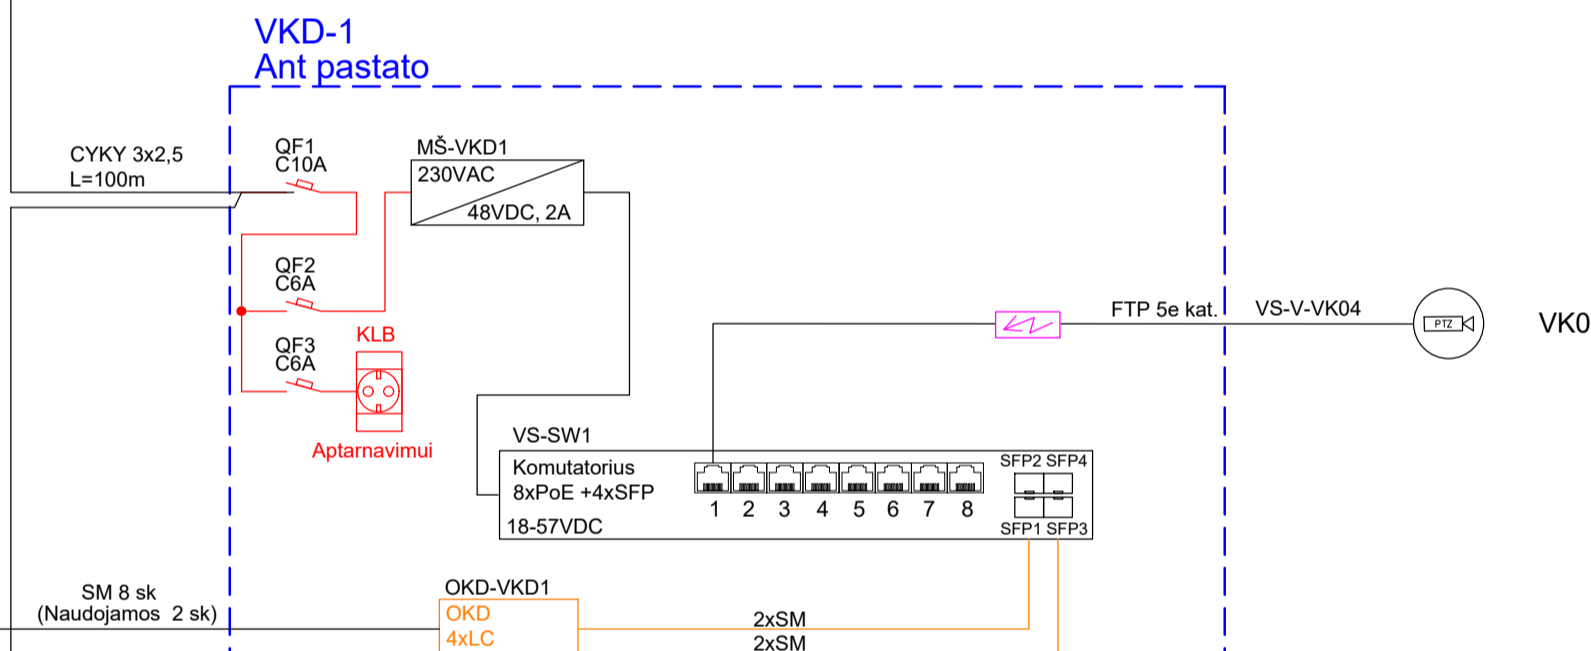 VKD-1
Ant pastato
CYKY 3x2,5
L=100m
QF1
C10A
MŠ-VKD1
230VAC
48VDC, 2A
QF2
C6A
KLB
QF3
C6A
Aptarnavimui
FTP 5e kat.
VS-V-VK04
PTZ
VK0
VS-SW1
Komutatorius
8xPoE +4xSFP
18-57VDC
1 2 3 4 5 6 7 8
SFP2 SFP4
SFP1 SFP3
SM 8 sk
(Naudojamos 2 sk)
OKD-VKD1
OKD
4xLC
2xSM
2xSM